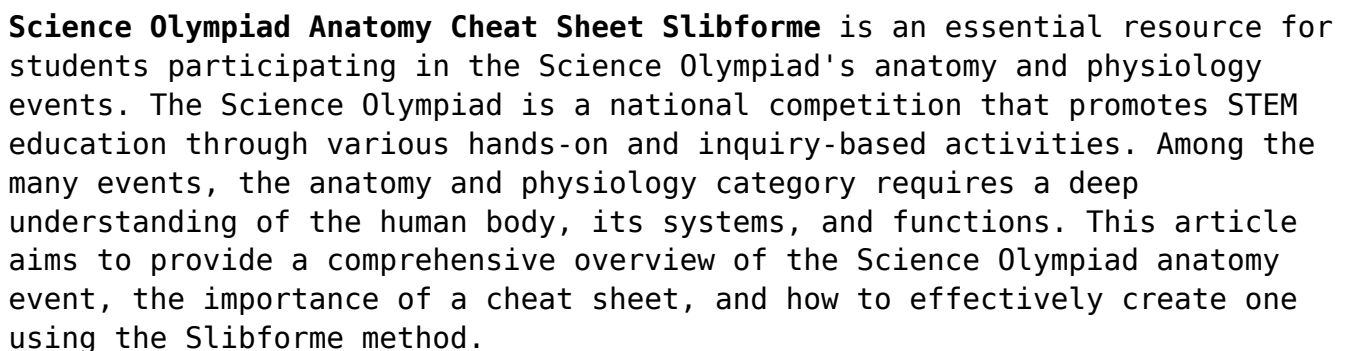 Science Olympiad Anatomy Cheat Sheet Slibforme is an essential resource for
students participating in the Science Olympiad's anatomy and physiology
events. The Science Olympiad is a national competition that promotes STEM
education through various hands-on and inquiry-based activities. Among the
many events, the anatomy and physiology category requires a deep
understanding of the human body, its systems, and functions. This article
aims to provide a comprehensive overview of the Science Olympiad anatomy
event, the importance of a cheat sheet, and how to effectively create one
using the Slibforme method.